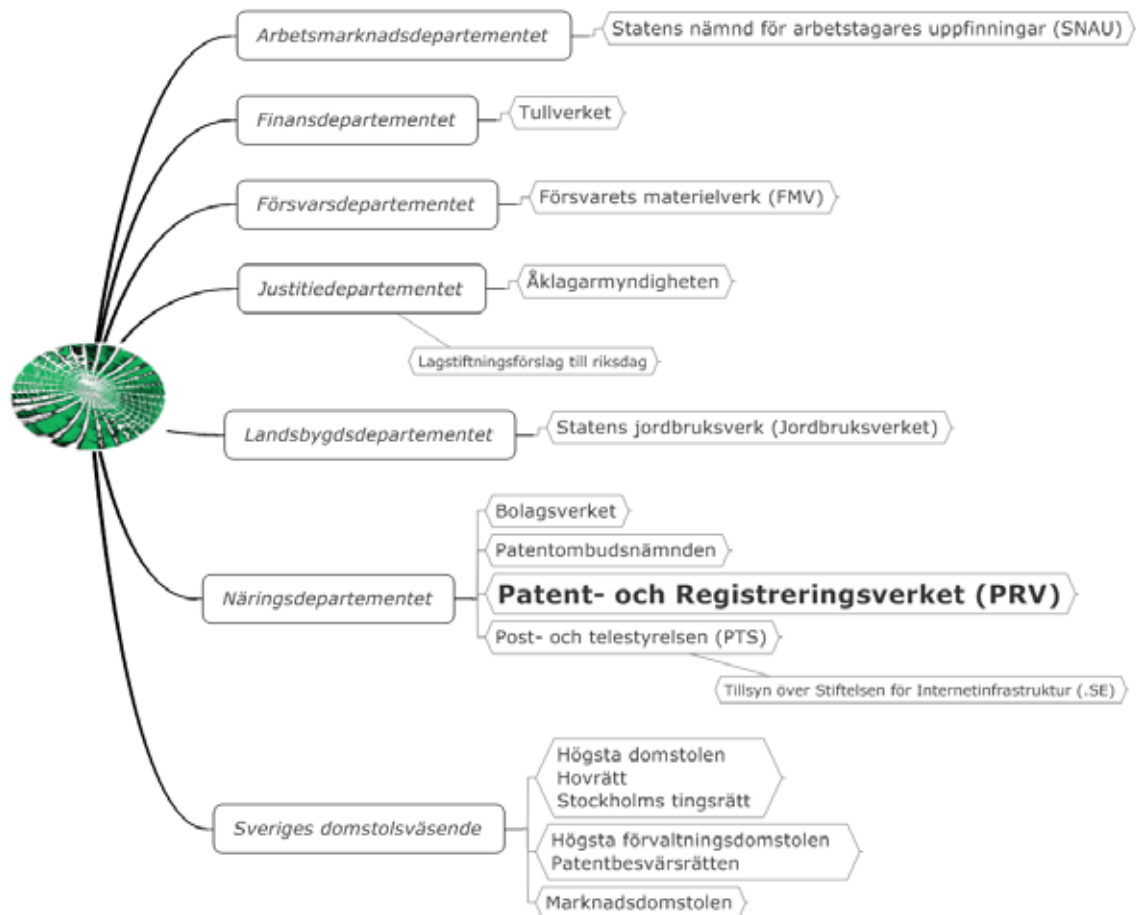 Arbetsmarknadsdepartementet
Statens nämnd för arbetstagares uppfinningar (SNAU)
Finansdepartementet
Tullverket
Försvarsdepartementet
Försvarets materielverk (FMV)
Justitiedepartementet
Åklagarmyndigheten
Lagstiftningsförslag till riksdag
Landsbygdsdepartementet
Statens jordbruksverk (Jordbruksverket)
Näringsdepartementet
Bolagsverket
Patentombudsnämnden
Patent- och Registreringsverket (PRV)
Post- och telestyrelsen (PTS)
Tillsyn över Stiftelsen för Internetinfrastruktur (.SE)
Sveriges domstolsväsende
Högsta domstolen
Hovrätt
Stockholms tingsrätt
Högsta förvaltningsdomstolen
Patentbesvärsrätten
Marknadsdomstolen